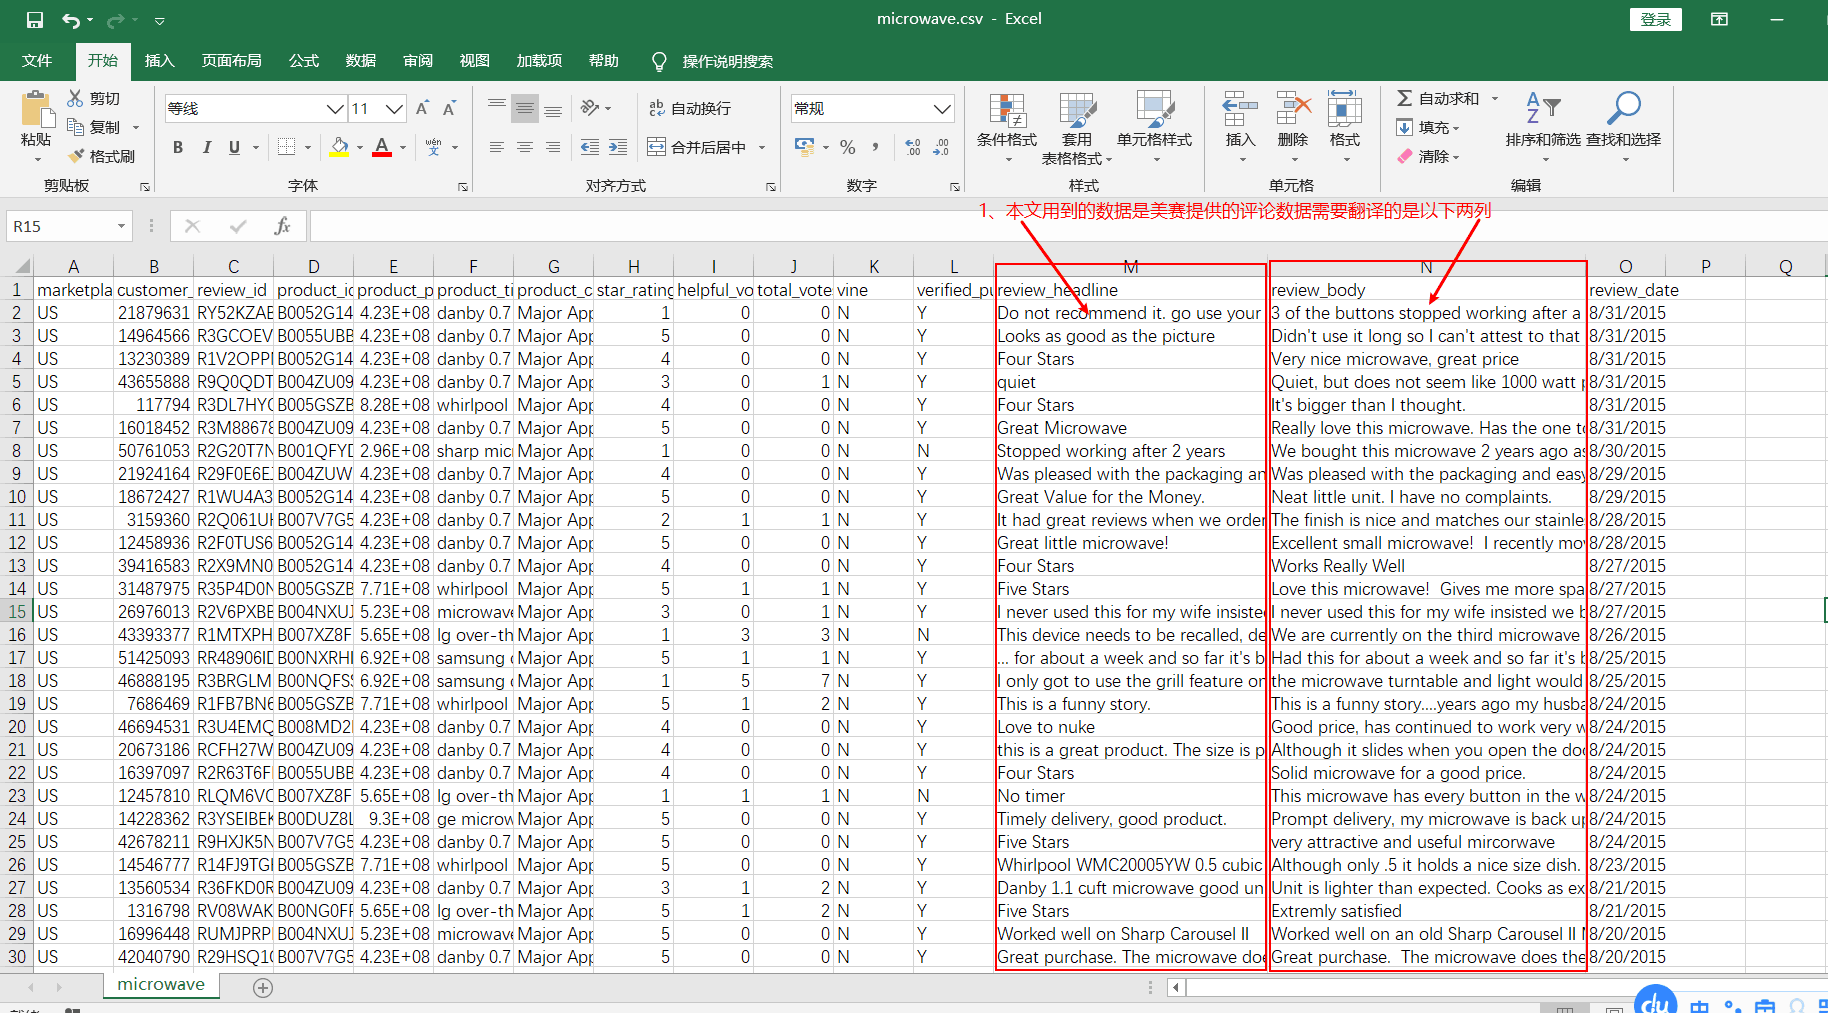 microwave.csv - Excel
登录
文件 开始 插入 页面布局 公式 数据 审阅 视图 加载项 帮助 操作说明搜索
粘贴 剪切 复制 格式刷 剪贴板
等线 11 B I U A wén 文 字体
ab 自动换行 合并后居中 对齐方式
常规 % 数字
条件格式 套用 表格格式 单元格样式 样式
插入 删除 格式 单元格
自动求和 填充 清除 排序和筛选 查找和选择 编辑
1、本文用到的数据是美赛提供的评论数据需要翻译的是以下两列
R15 fx
A B C D E F G H I J K L M N O P Q
1 marketpla customer_ review_id product_id product_p product_ti product_c star_rating helpful_vo total_vote vine verified_pu review_headline review_body review_date
2 US 21879631 RY52KZAE B0052G14 4.23E+08 danby 0.7 Major App 1 0 0 N Y Do not recommend it. go use your 3 of the buttons stopped working after a 8/31/2015
3 US 14964566 R3GCOEV B0055UBB 4.23E+08 danby 0.7 Major App 5 0 0 N Y Looks as good as the picture Didn't use it long so I can't attest to that 8/31/2015
4 US 13230389 R1V2OPPI B0052G14 4.23E+08 danby 0.7 Major App 4 0 0 N Y Four Stars Very nice microwave, great price 8/31/2015
5 US 43655888 R9Q0QDT B004ZU09 4.23E+08 danby 0.7 Major App 3 0 1 N Y quiet Quiet, but does not seem like 1000 watt 8/31/2015
6 US 117794 R3DL7HYC B005GSZB 8.28E+08 whirlpool Major App 4 0 0 N Y Four Stars It's bigger than I thought. 8/31/2015
7 US 16018452 R3M88678 B004ZU09 4.23E+08 danby 0.7 Major App 5 0 0 N Y Great Microwave Really love this microwave. Has the one to 8/31/2015
8 US 50761053 R2G20T7N B001QFYD 2.96E+08 sharp micr Major App 1 0 0 N N Stopped working after 2 years We bought this microwave 2 years ago as 8/30/2015
9 US 21924164 R29F0E6E B004ZUW 4.23E+08 danby 0.7 Major App 4 0 0 N Y Was pleased with the packaging an Was pleased with the packaging and easy 8/29/2015
10 US 18672427 R1WU4A3 B0052G14 4.23E+08 danby 0.7 Major App 5 0 0 N Y Great Value for the Money. Neat little unit. I have no complaints. 8/29/2015
11 US 3159360 R2Q061UH B007V7G5 4.23E+08 danby 0.7 Major App 2 1 1 N Y It had great reviews when we order The finish is nice and matches our stainle 8/28/2015
12 US 12458936 R2F0TUS6 B0052G14 4.23E+08 danby 0.7 Major App 5 0 0 N Y Great little microwave! Excellent small microwave! I recently mov 8/28/2015
13 US 39416583 R2X9MN0 B0052G14 4.23E+08 danby 0.7 Major App 4 0 0 N Y Four Stars Works Really Well 8/27/2015
14 US 31487975 R35P4D0N B005GSZB 7.71E+08 whirlpool Major App 5 1 1 N Y Five Stars Love this microwave! Gives me more spa 8/27/2015
15 US 26976013 R2V6PXBE B004NXUJ 5.23E+08 microwave Major App 3 0 1 N Y I never used this for my wife insiste I never used this for my wife insisted we b 8/27/2015
16 US 43393377 R1MTXPH B007XZ8F 5.65E+08 lg over-th Major App 1 3 3 N N This device needs to be recalled, de We are currently on the third microwave 8/26/2015
17 US 51425093 RR48906ID B00NXRHI 6.92E+08 samsung Major App 5 1 1 N Y ... for about a week and so far it's b Had this for about a week and so far it's b 8/25/2015
18 US 46888195 R3BRGLM B00NQFSS 6.92E+08 samsung Major App 1 5 7 N Y I only got to use the grill feature on the microwave turntable and light would 8/25/2015
19 US 7686469 R1FB7BN6 B005GSZB 7.71E+08 whirlpool Major App 5 1 2 N Y This is a funny story. This is a funny story....years ago my husba 8/24/2015
20 US 46694531 R3U4EMQ B008MD2 4.23E+08 danby 0.7 Major App 4 0 0 N Y Love to nuke Good price, has continued to work very w 8/24/2015
21 US 20673186 RCFH27W B004ZU09 4.23E+08 danby 0.7 Major App 4 0 0 N Y this is a great product. The size is p Although it slides when you open the doo 8/24/2015
22 US 16397097 R2R63T6F B0055UBB 4.23E+08 danby 0.7 Major App 4 0 0 N Y Four Stars Solid microwave for a good price. 8/24/2015
23 US 12457810 RLQM6VC B007XZ8F 5.65E+08 lg over-th Major App 1 1 1 N N No timer This microwave has every button in the w 8/24/2015
24 US 14228362 R3YSEIBEK B00DUZ8L 9.3E+08 ge microw Major App 5 0 0 N Y Timely delivery, good product. Prompt delivery, my microwave is back up 8/24/2015
25 US 42678211 R9HXJK5N B007V7G5 4.23E+08 danby 0.7 Major App 5 0 0 N Y Five Stars very attractive and useful mircorwave 8/24/2015
26 US 14546777 R14FJ9TGI B005GSZB 7.71E+08 whirlpool Major App 5 0 0 N Y Whirlpool WMC20005YW 0.5 cubic Although only .5 it holds a nice size dish. 8/23/2015
27 US 13560534 R36FKD0R B004ZU09 4.23E+08 danby 0.7 Major App 3 1 2 N Y Danby 1.1 cuft microwave good un Unit is lighter than expected. Cooks as ex 8/21/2015
28 US 1316798 RV08WAK B00NG0FF 5.65E+08 lg over-th Major App 5 1 2 N Y Five Stars Extremly satisfied 8/21/2015
29 US 16996448 RUMJPRP B004NXUJ 5.23E+08 microwave Major App 5 0 0 N Y Worked well on Sharp Carousel II Worked well on an old Sharp Carousel II 8/20/2015
30 US 42040790 R29HSQ1C B007V7G5 4.23E+08 danby 0.7 Major App 5 0 0 N Y Great purchase. The microwave doe Great purchase. The microwave does the 8/20/2015
microwave
du 中